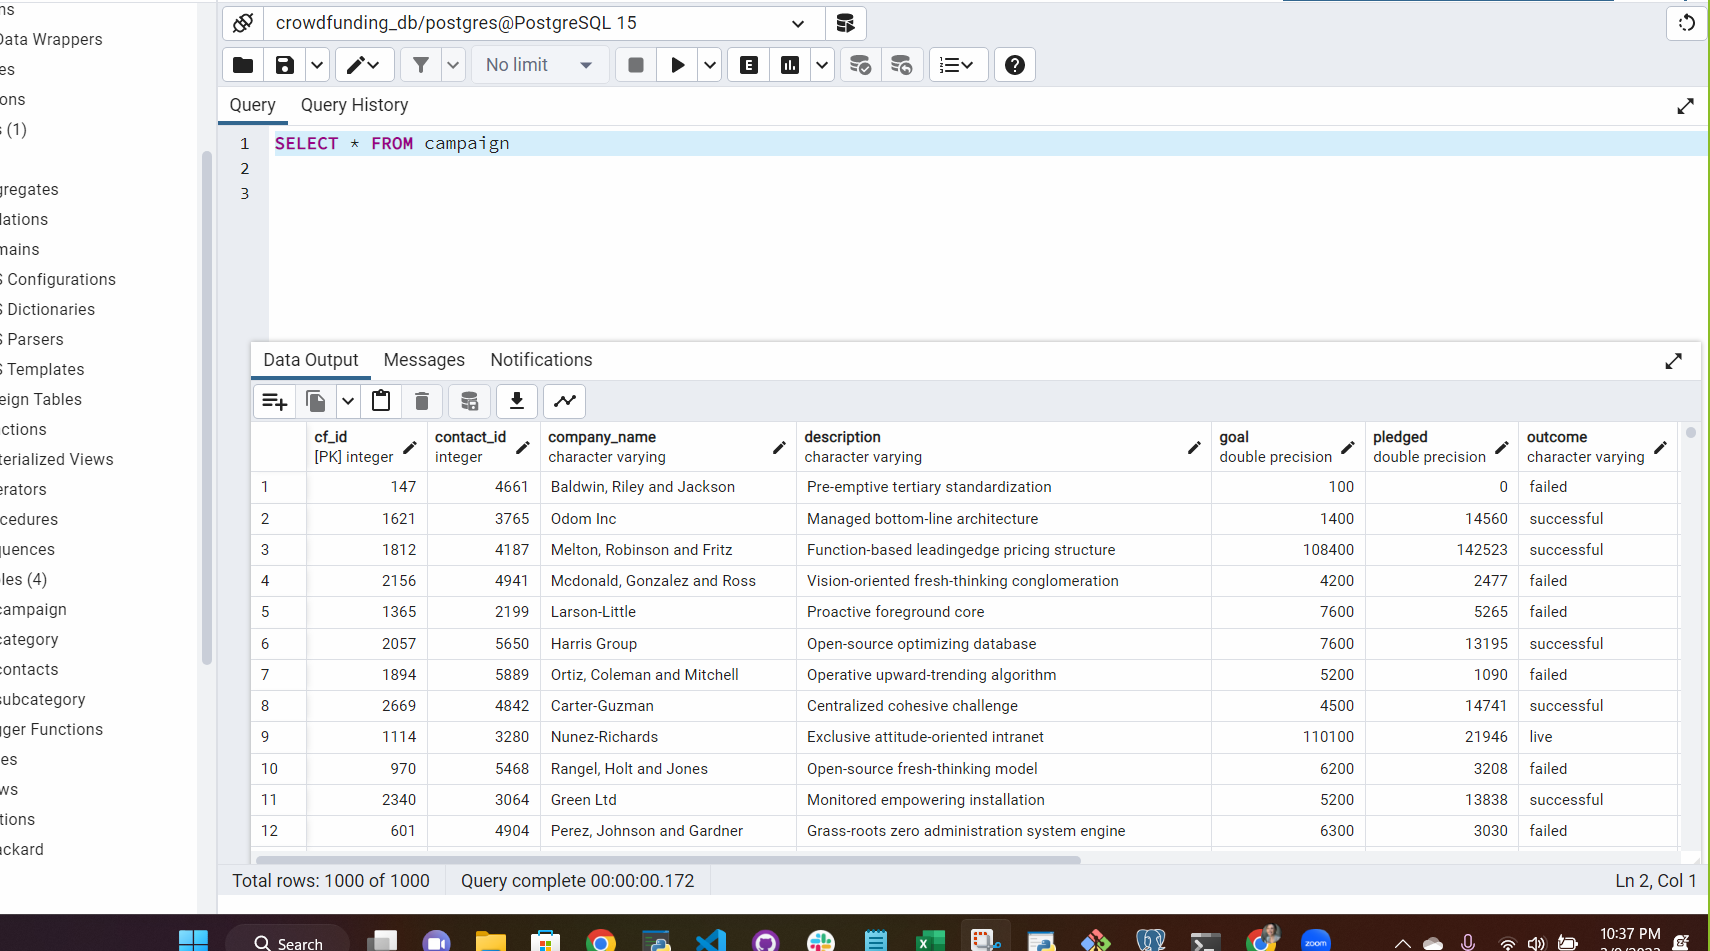 ns
Data Wrappers
es
ons
s (1)
gregates
lations
mains
S Configurations
S Dictionaries
S Parsers
S Templates
eign Tables
ctions
terialized Views
erators
cedures
quences
les (4)
campaign
category
contacts
subcategory
gger Functions
es
ws
tions
ackard
crowdfunding_db/postgres@PostgreSQL 15
No limit
E
Query Query History
1 SELECT * FROM campaign
2
3
Data Output Messages Notifications
cf_id contact_id company_name description goal pledged outcome
[PK] integer integer character varying character varying double precision double precision character varying
1 147 4661 Baldwin, Riley and Jackson Pre-emptive tertiary standardization 100 0 failed
2 1621 3765 Odom Inc Managed bottom-line architecture 1400 14560 successful
3 1812 4187 Melton, Robinson and Fritz Function-based leadingedge pricing structure 108400 142523 successful
4 2156 4941 Mcdonald, Gonzalez and Ross Vision-oriented fresh-thinking conglomeration 4200 2477 failed
5 1365 2199 Larson-Little Proactive foreground core 7600 5265 failed
6 2057 5650 Harris Group Open-source optimizing database 7600 13195 successful
7 1894 5889 Ortiz, Coleman and Mitchell Operative upward-trending algorithm 5200 1090 failed
8 2669 4842 Carter-Guzman Centralized cohesive challenge 4500 14741 successful
9 1114 3280 Nunez-Richards Exclusive attitude-oriented intranet 110100 21946 live
10 970 5468 Rangel, Holt and Jones Open-source fresh-thinking model 6200 3208 failed
11 2340 3064 Green Ltd Monitored empowering installation 5200 13838 successful
12 601 4904 Perez, Johnson and Gardner Grass-roots zero administration system engine 6300 3030 failed
Total rows: 1000 of 1000 Query complete 00:00:00.172 Ln 2, Col 1
Search
zoom
10:37 PM